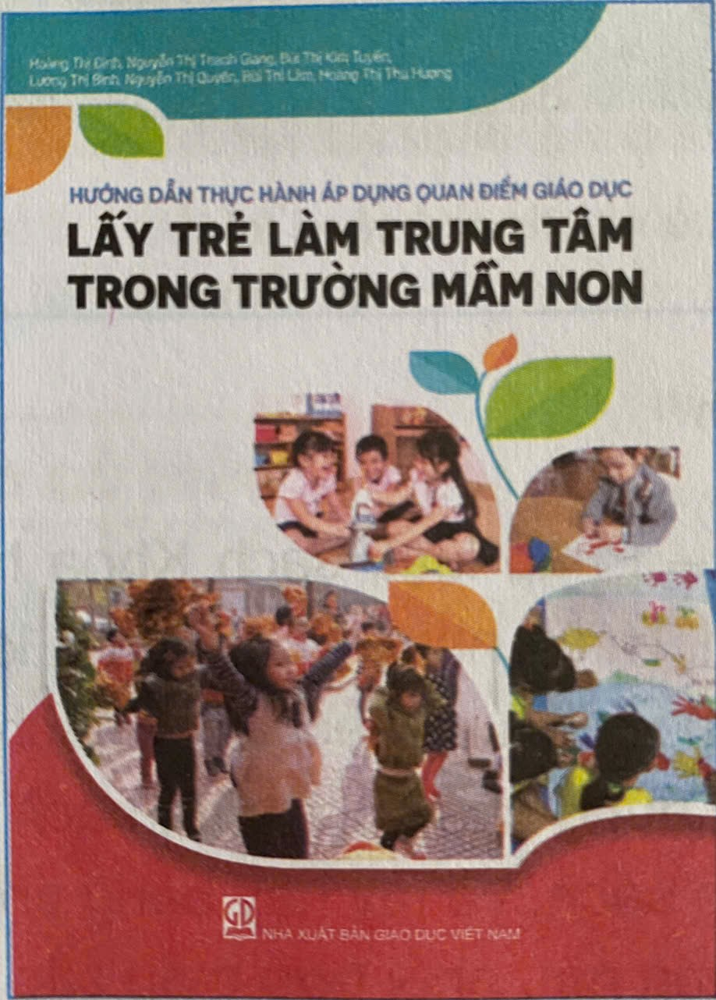 Hoàng Thị Dinh, Nguyễn Thị Thanh Giang, Bùi Thị Kim Tuyến,
Lương Thị Bình, Nguyễn Thị Quyên, Bùi Thị Lâm, Hoàng Thị Thu Hương
HƯỚNG DẪN THỰC HÀNH ÁP DỤNG QUAN ĐIỂM GIÁO DỤC
LẤY TRẺ LÀM TRUNG TÂM
TRONG TRƯỜNG MẦM NON
GD
NHÀ XUẤT BẢN GIÁO DỤC VIỆT NAM